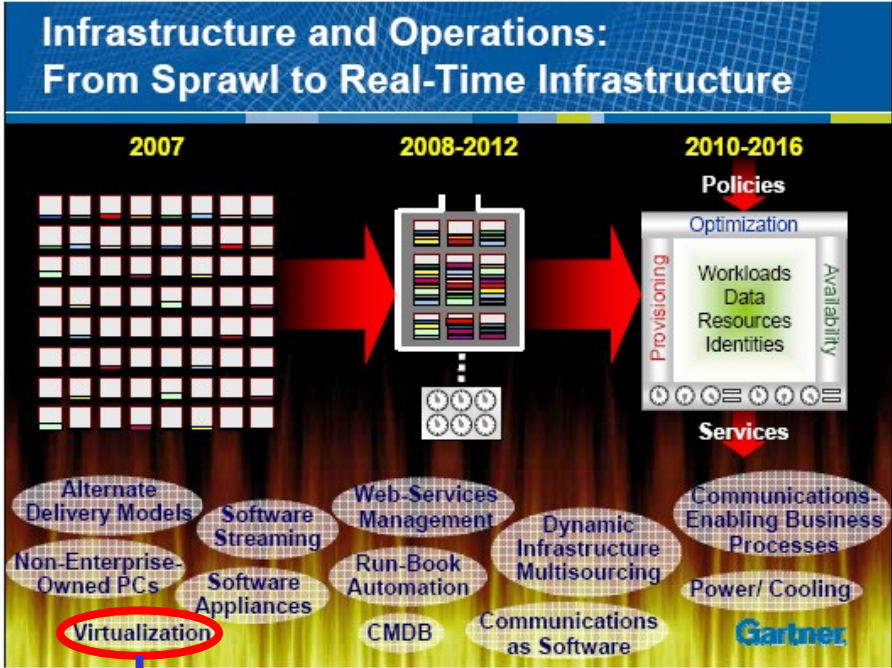 Infrastructure and Operations:
From Sprawl to Real-Time Infrastructure
2007
2008-2012
2010-2016
Policies
Optimization
Provisioning
Workloads
Data
Resources
Identities
Availability
Services
Alternate
Delivery Models
Software
Streaming
Non-Enterprise-
Owned PCs
Software
Appliances
Virtualization
Web-Services
Management
Run-Book
Automation
CMDB
Dynamic
Infrastructure
Multisourcing
Communications
as Software
Communications-
Enabling Business
Processes
Power/ Cooling
Gartner